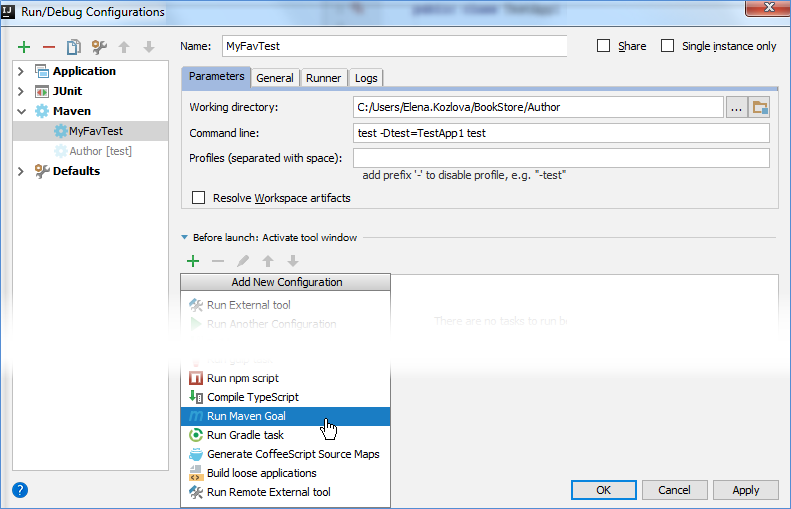 Run/Debug Configurations
Name: MyFavTest Share Single instance only
Application
JUnit
Maven
MyFavTest
Author [test]
Defaults
Parameters General Runner Logs
Working directory: C:/Users/Elena.Kozlova/BookStore/Author ...
Command line: test -Dtest=TestApp1 test
Profiles (separated with space):
add prefix '-' to disable profile, e.g. "-test"
Resolve Workspace artifacts
Before launch: Activate tool window
Add New Configuration
Run External tool
Run Another Configuration
There are no tasks to run
Run npm script
Compile TypeScript
Run Maven Goal
Run Gradle task
Generate CoffeeScript Source Maps
Build loose applications
Run Remote External tool
OK Cancel Apply